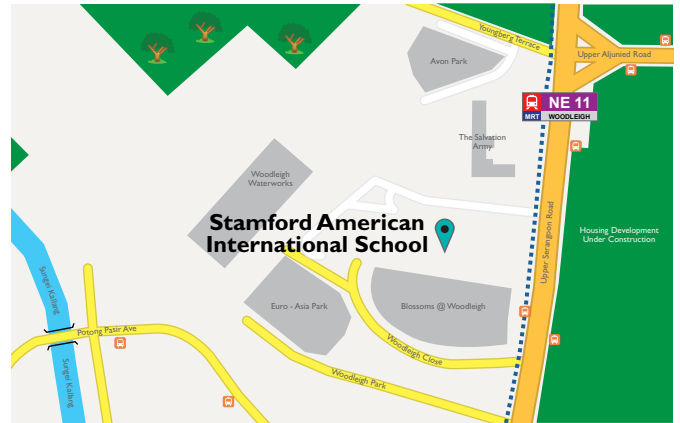 Youngberg Terrace
Upper Aljunied Road
Avon Park
NE 11
MRT WOODLEIGH
The Salvation
Army
Woodleigh
Waterworks
Stamford American
International School
Upper Serangoon Road
Housing Development
Under Construction
Sungei Kallang
Euro - Asia Park
Blossoms @ Woodleigh
Potong Pasir Ave
Woodleigh Close
Sungei Kallang
Woodleigh Park